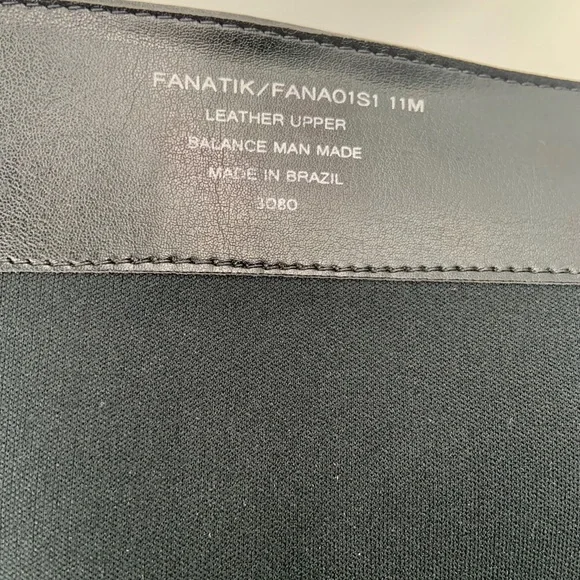 FANATIK/FANA01S1 11M
LEATHER UPPER
BALANCE MAN MADE
MADE IN BRAZIL
3080